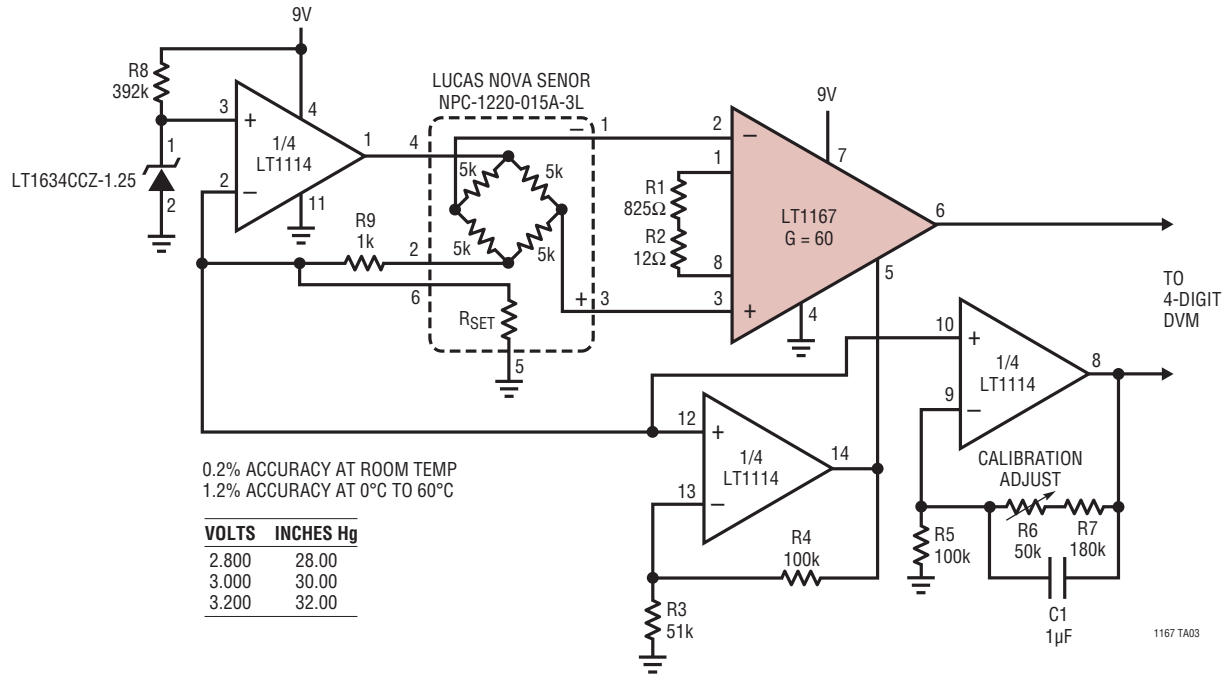 9V
R8
392k
3
+
4
1/4
LT1114
1
1
LT1634CCZ-1.25
2
2
–
11
R9
1k
LUCAS NOVA SENOR
NPC-1220-015A-3L
4
–
1
5k
5k
5k
5k
2
6
RSET
5
+
3
9V
2
–
7
1
R1
825Ω
R2
12Ω
8
3
+
4
LT1167
G = 60
6
5
TO
4-DIGIT
DVM
10
+
1/4
LT1114
8
9
–
12
+
1/4
LT1114
14
13
–
CALIBRATION
ADJUST
R6
50k
R7
180k
R5
100k
C1
1µF
R4
100k
R3
51k
0.2% ACCURACY AT ROOM TEMP
1.2% ACCURACY AT 0°C TO 60°C
VOLTS INCHES Hg
2.800 28.00
3.000 30.00
3.200 32.00
1167 TA03